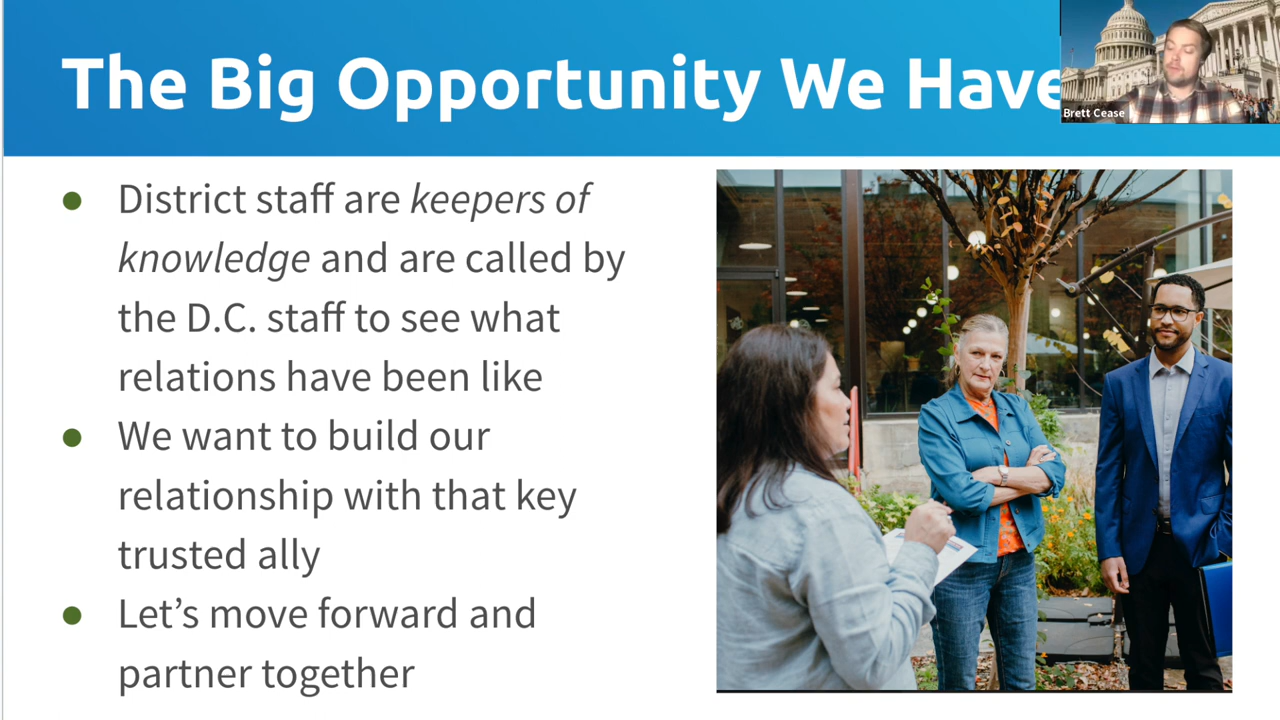 The Big Opportunity We Have
Brett Cease
● District staff are keepers of
knowledge and are called by
the D.C. staff to see what
relations have been like
● We want to build our
relationship with that key
trusted ally
● Let’s move forward and
partner together